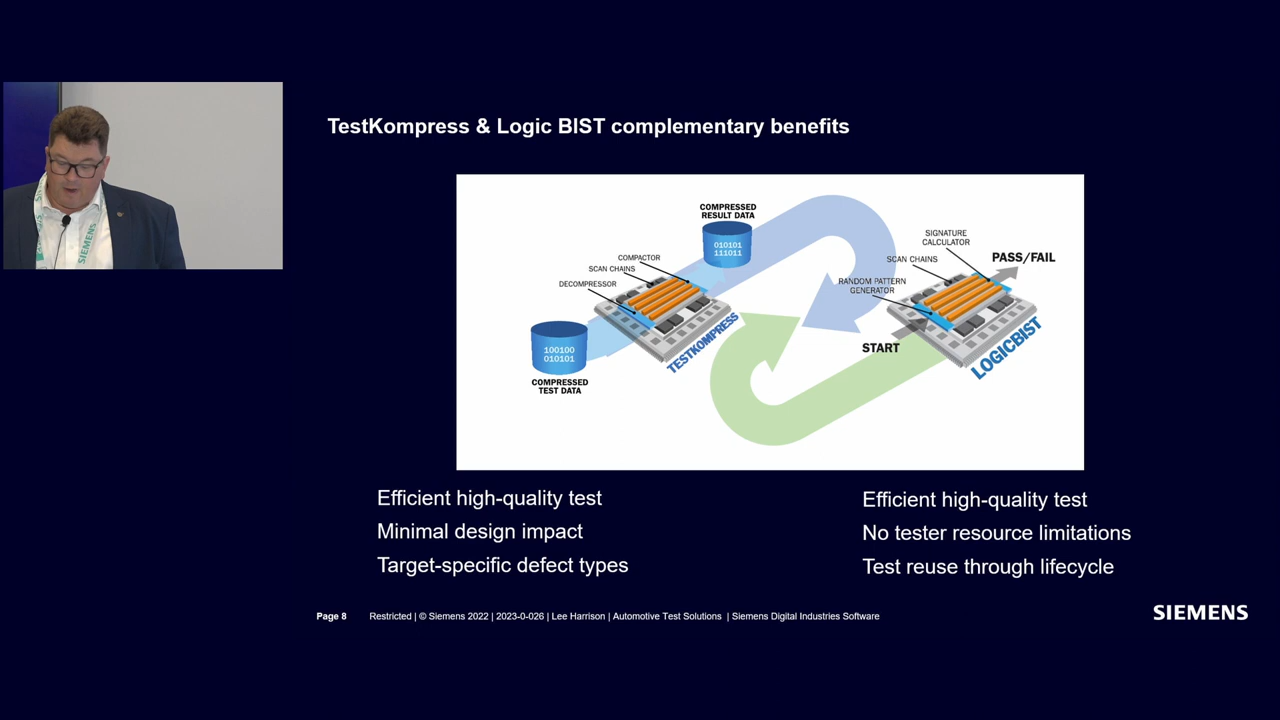 TestKompress & Logic BIST complementary benefits
COMPRESSED
RESULT DATA
010101
111011
COMPACTOR
SCAN CHAINS
DECOMPRESSOR
100100
010101
COMPRESSED
TEST DATA
TESTKOMPRESS
SIGNATURE
CALCULATOR
SCAN CHAINS
PASS/FAIL
RANDOM PATTERN
GENERATOR
START
LOGICBIST
Efficient high-quality test
Minimal design impact
Target-specific defect types
Efficient high-quality test
No tester resource limitations
Test reuse through lifecycle
Page 8 Restricted | © Siemens 2022 | 2023-0-026 | Lee Harrison | Automotive Test Solutions | Siemens Digital Industries Software
SIEMENS
SIEMENS